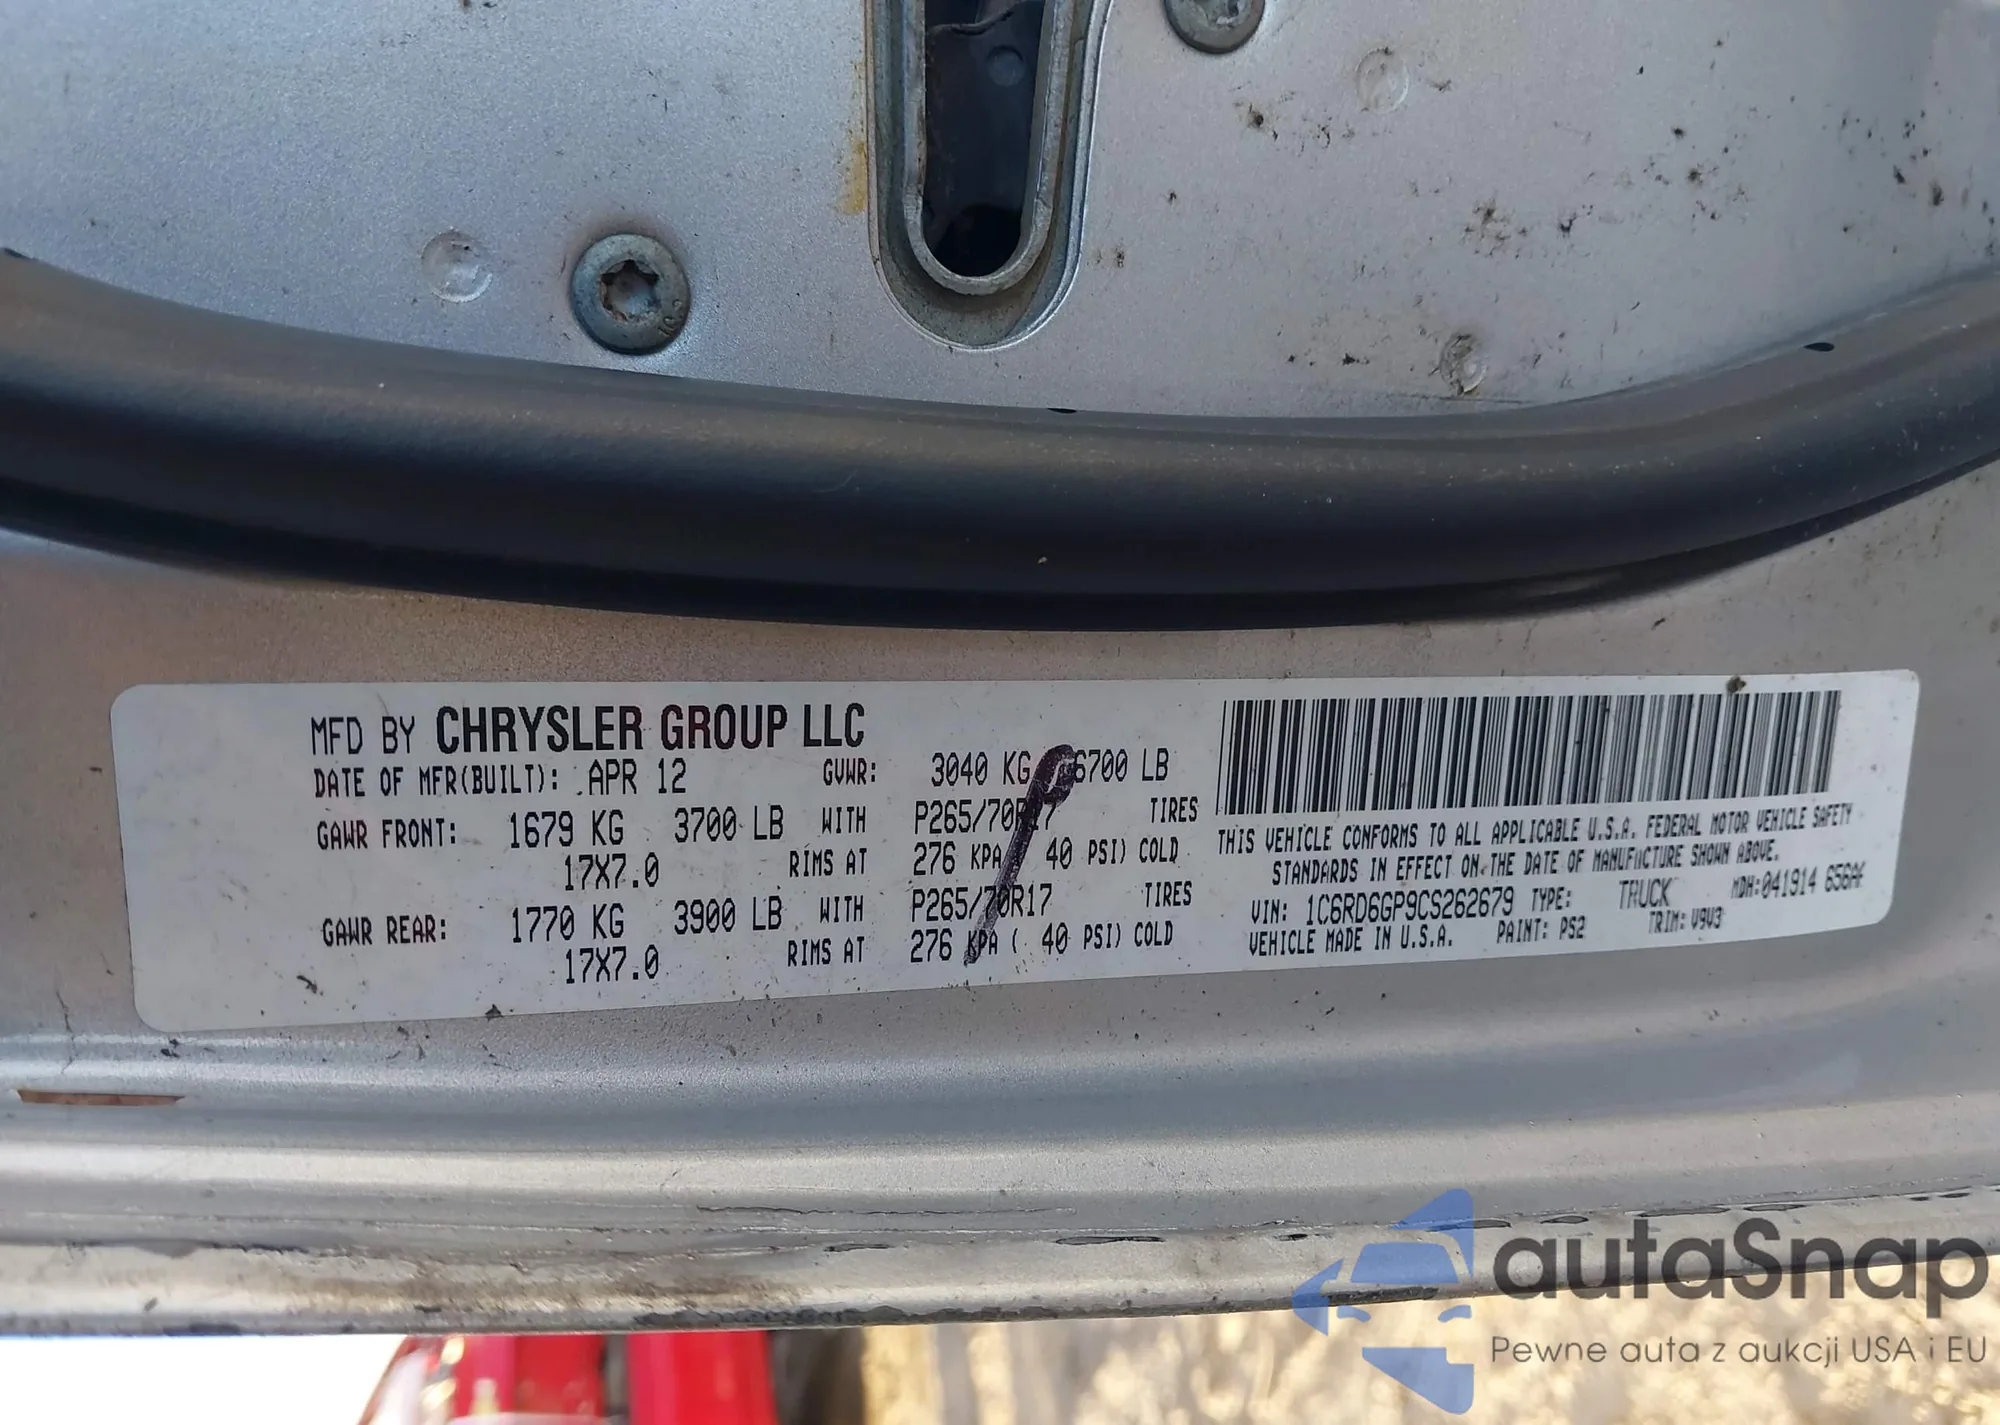 MFD BY CHRYSLER GROUP LLC
DATE OF MFR(BUILT): APR 12 GVWR: 3040 KG 6700 LB
GAWR FRONT: 1679 KG 3700 LB WITH P265/70R17 TIRES
17X7.0 RIMS AT 276 KPA 40 PSI) COLD
GAWR REAR: 1770 KG 3900 LB WITH P265/70R17 TIRES
17X7.0 RIMS AT 276 KPA ( 40 PSI) COLD
THIS VEHICLE CONFORMS TO ALL APPLICABLE U.S.A. FEDERAL MOTOR VEHICLE SAFETY
STANDARDS IN EFFECT ON THE DATE OF MANUFACTURE SHOWN ABOVE.
VIN: 1C6RD6GP9CS262679 TYPE: TRUCK MDH:041914 656AF
VEHICLE MADE IN U.S.A. PAINT: PS2 TRIM: V9V3
autaSnap
Pewne auta z aukcji USA i EU